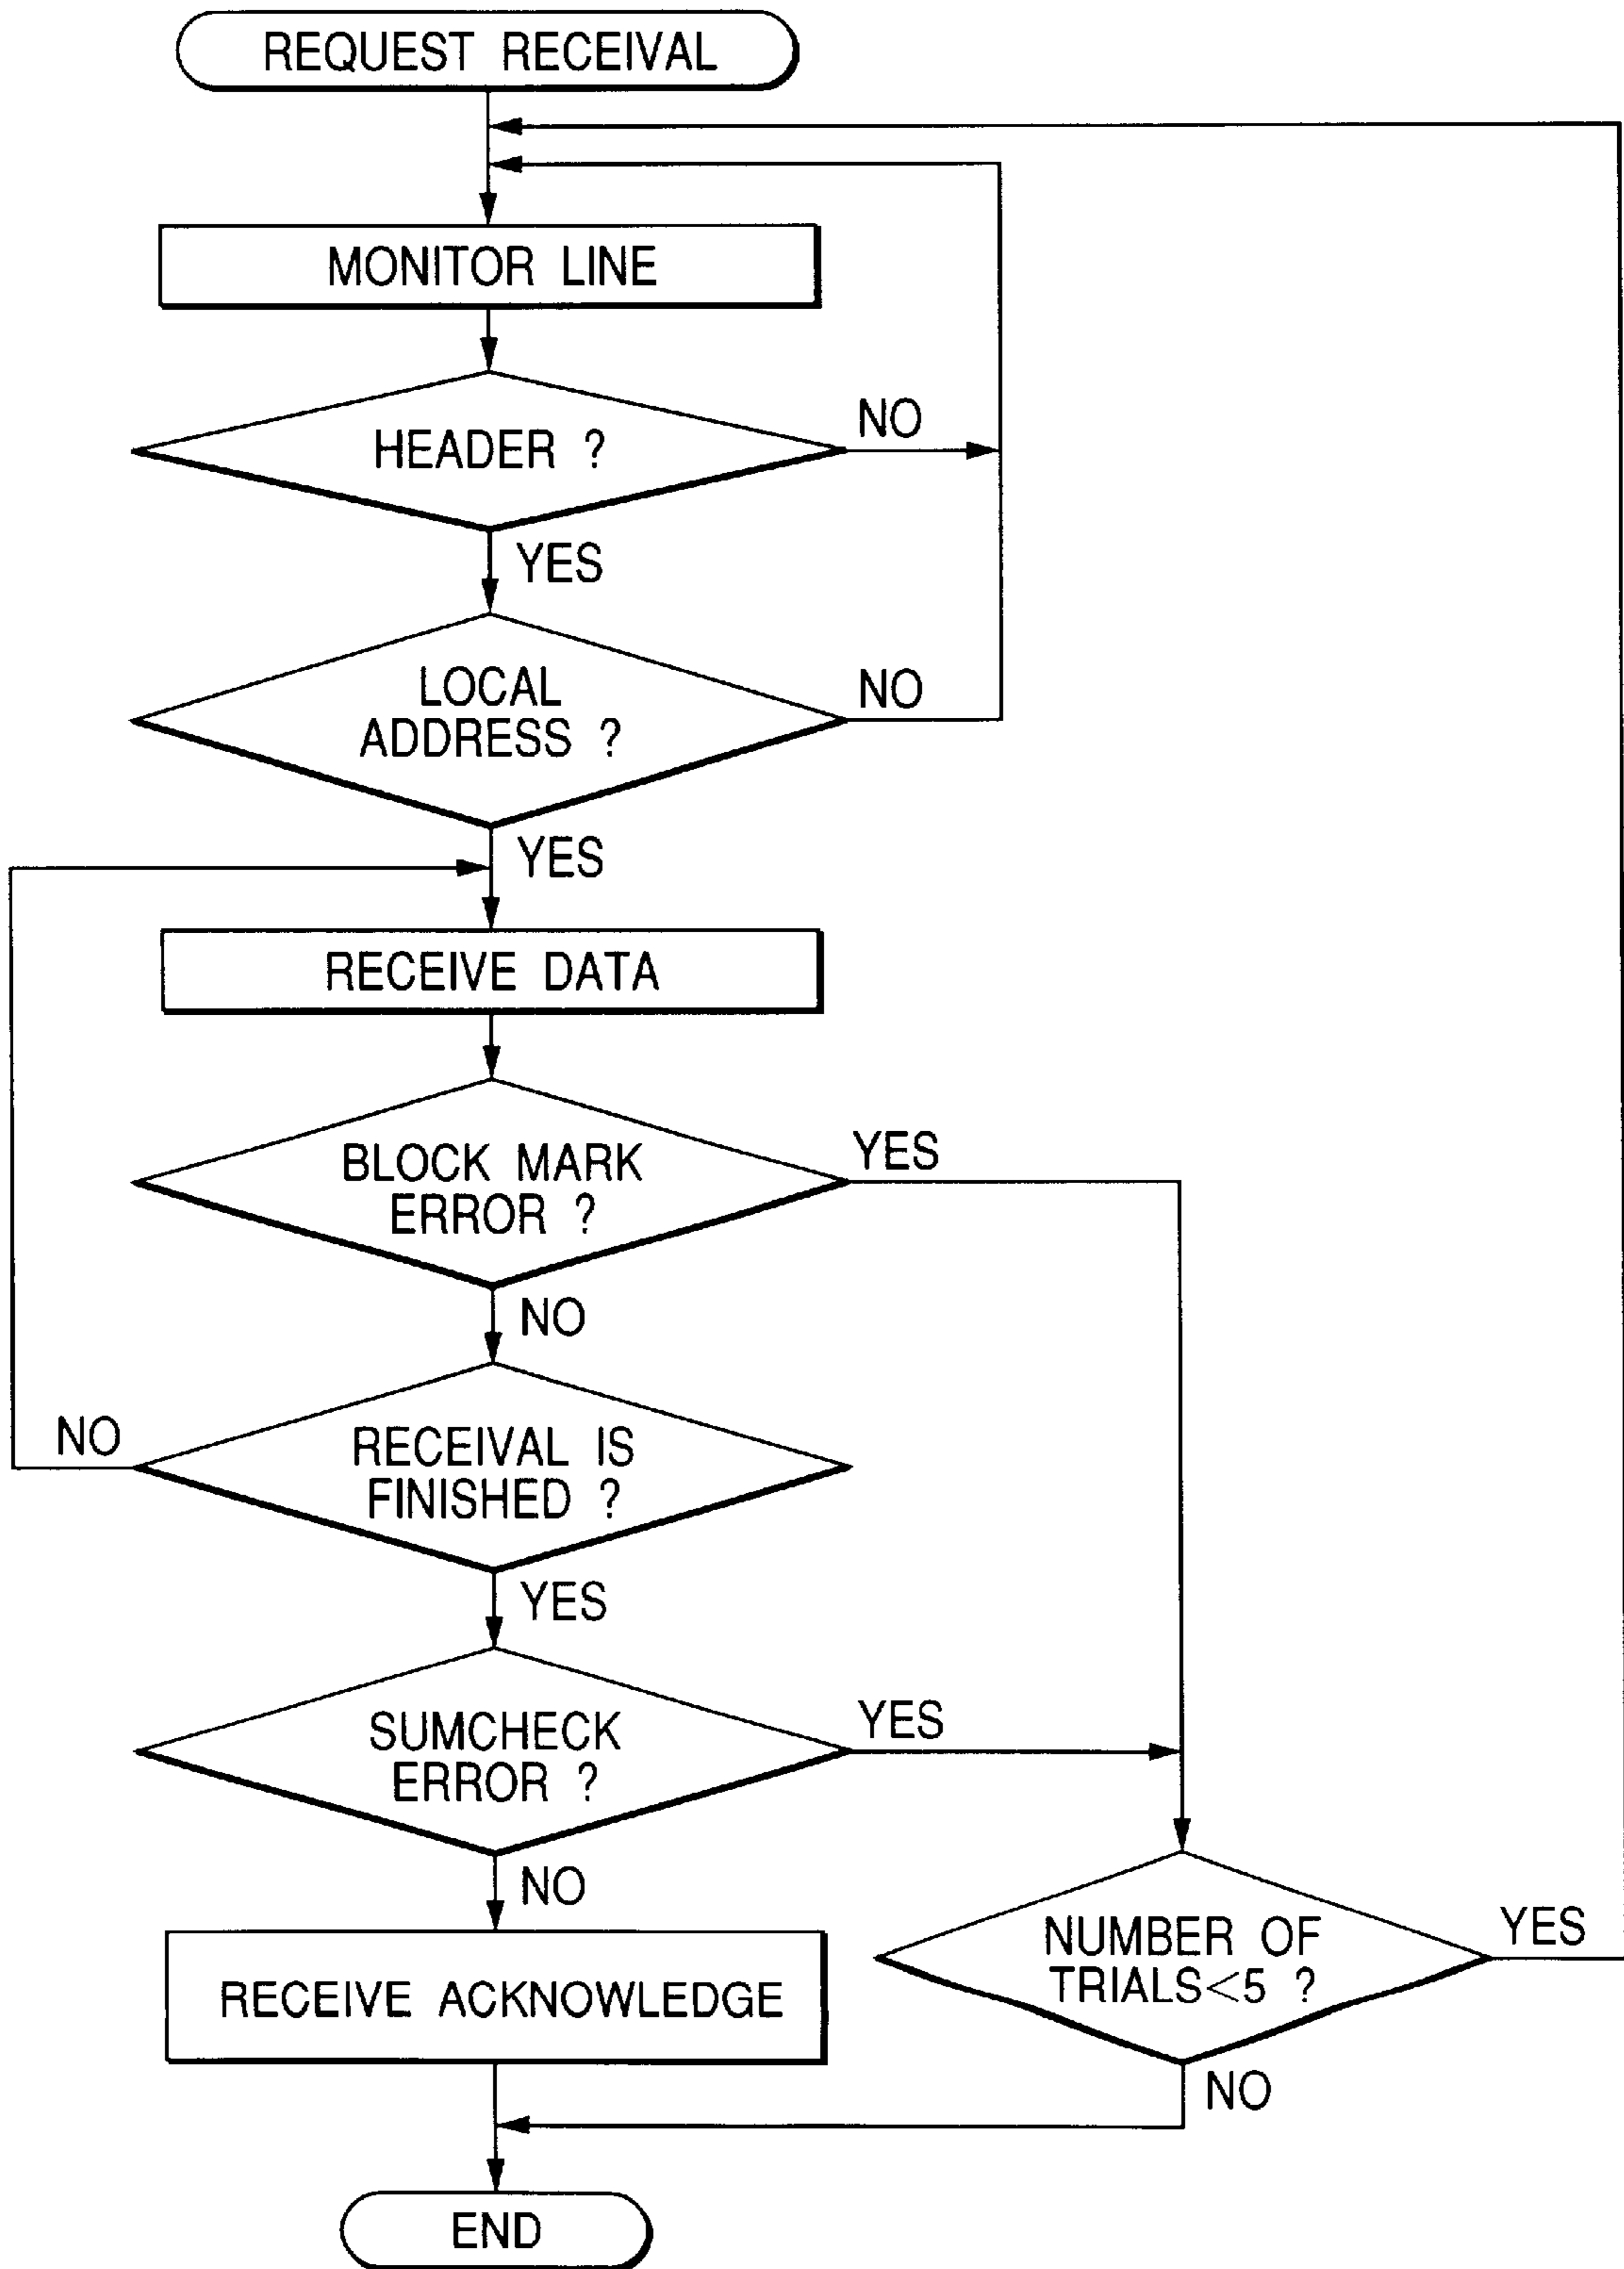 REQUEST RECEIVAL
MONITOR LINE
HEADER ?
NO
YES
LOCAL
ADDRESS ?
NO
YES
RECEIVE DATA
BLOCK MARK
ERROR ?
YES
NO
RECEIVAL IS
FINISHED ?
NO
YES
SUMCHECK
ERROR ?
YES
NO
RECEIVE ACKNOWLEDGE
NUMBER OF
TRIALS<5 ?
YES
NO
END